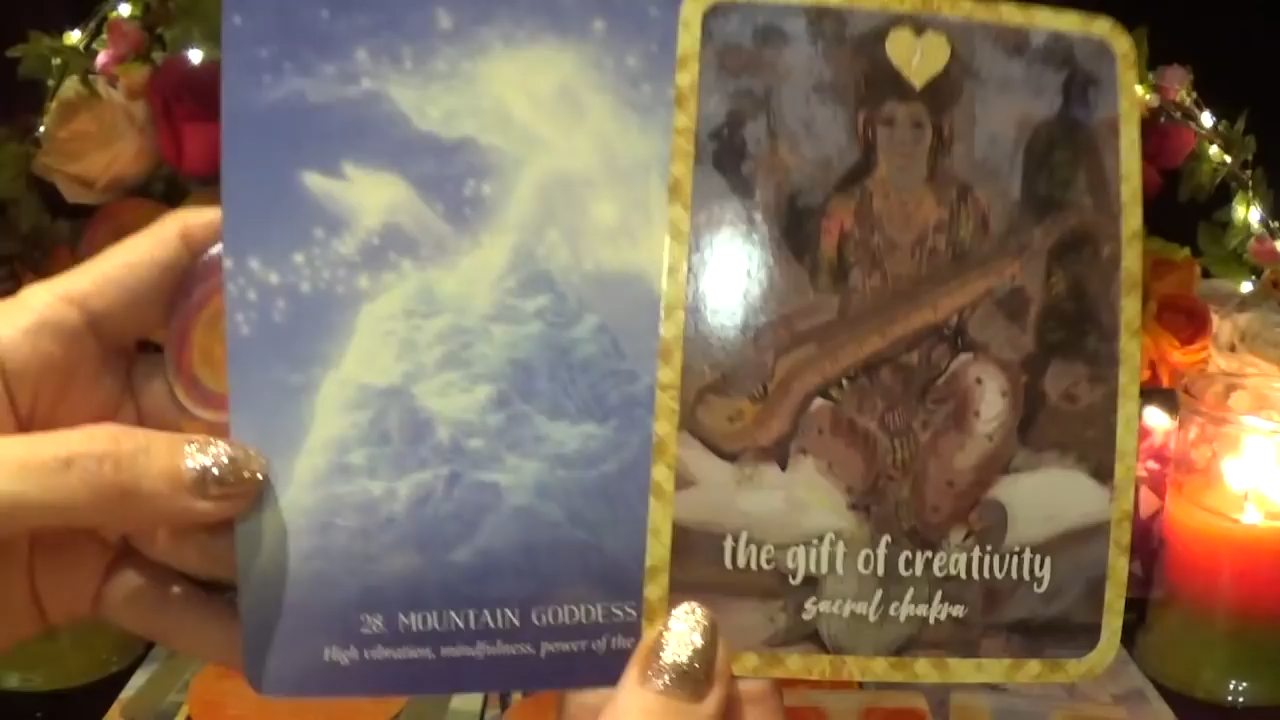 28. MOUNTAIN GODDESS
High vibration, mindfulness, power of the
the gift of creativity
sacral chakra